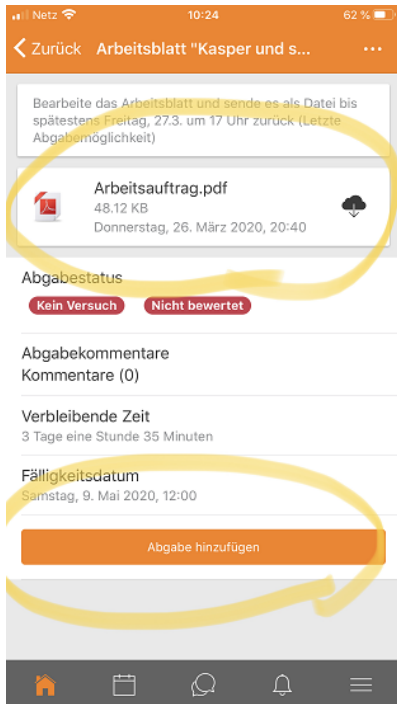 Netz 10:24 62 %
Zurück Arbeitsblatt "Kasper und s... ...
Bearbeite das Arbeitsblatt und sende es als Datei bis
spätestens Freitag, 27.3. um 17 Uhr zurück (Letzte
Abgabemöglichkeit)
Arbeitsauftrag.pdf
48.12 KB
Donnerstag, 26. März 2020, 20:40
Abgabestatus
Kein Versuch Nicht bewertet
Abgabekommentare
Kommentare (0)
Verbleibende Zeit
3 Tage eine Stunde 35 Minuten
Fälligkeitsdatum
Samstag, 9. Mai 2020, 12:00
Abgabe hinzufügen